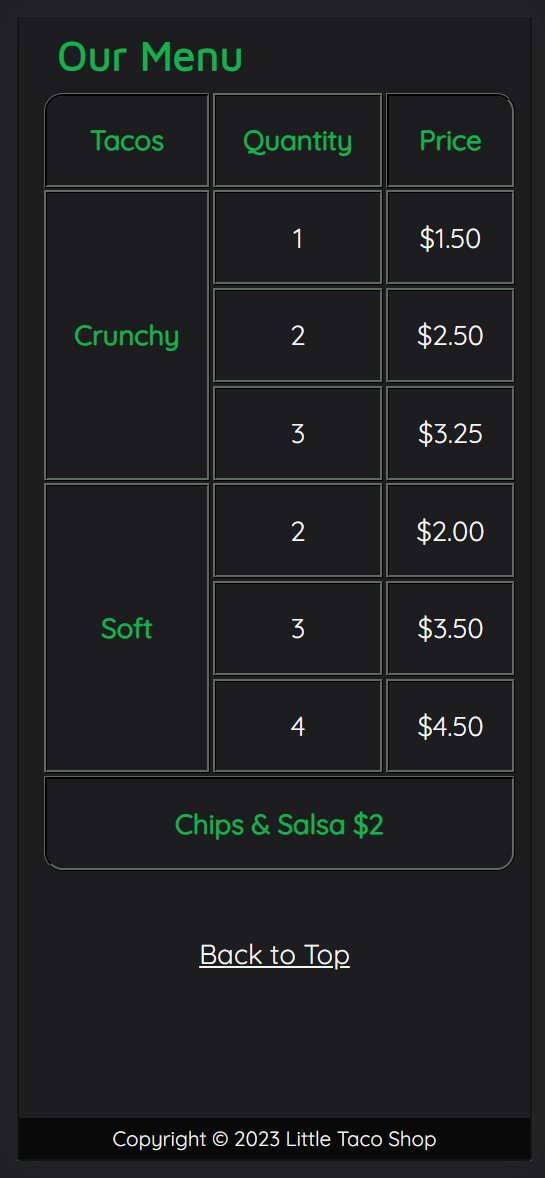 Our Menu
Tacos Quantity Price
Crunchy
1 $1.50
2 $2.50
3 $3.25
Soft
2 $2.00
3 $3.50
4 $4.50
Chips & Salsa $2
Back to Top
Copyright © 2023 Little Taco Shop